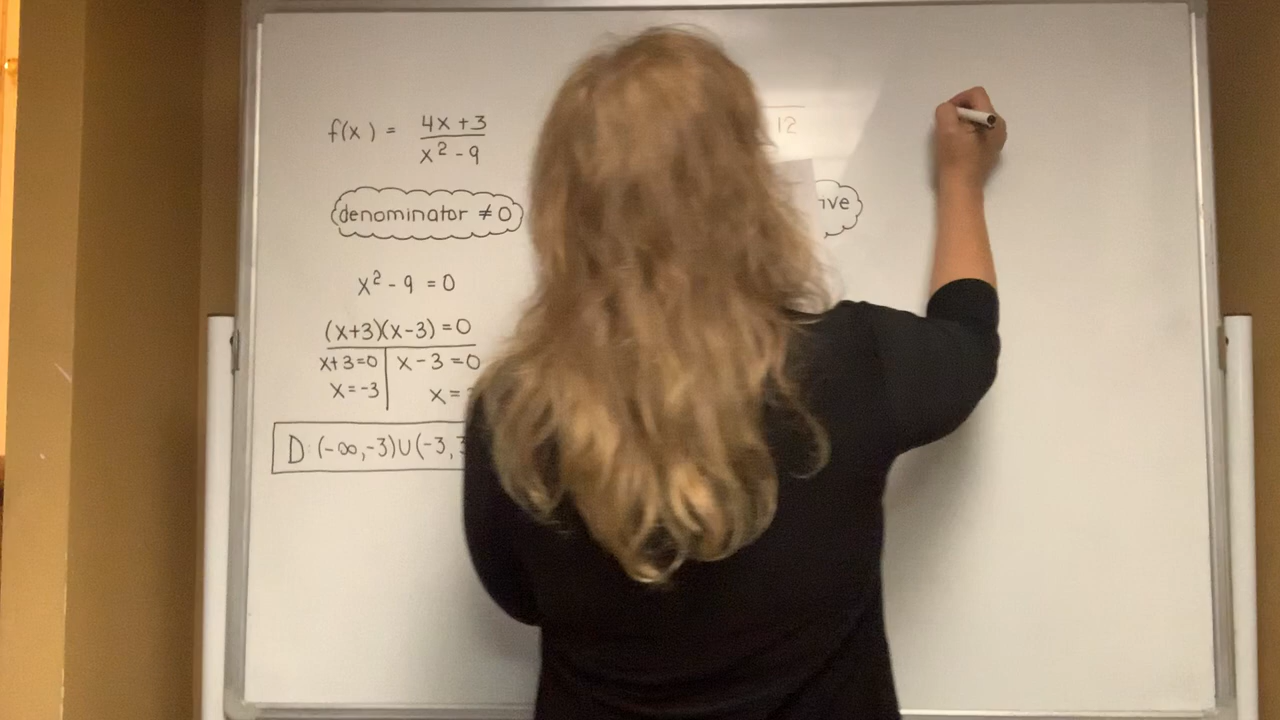 f(x) = 4x+3
x² - 9
12
denominator ≠ 0
x² - 9 = 0
(x+3)(x-3) = 0
x+3=0 x-3=0
x=-3 x=
D: (-∞,-3)∪(-3,3